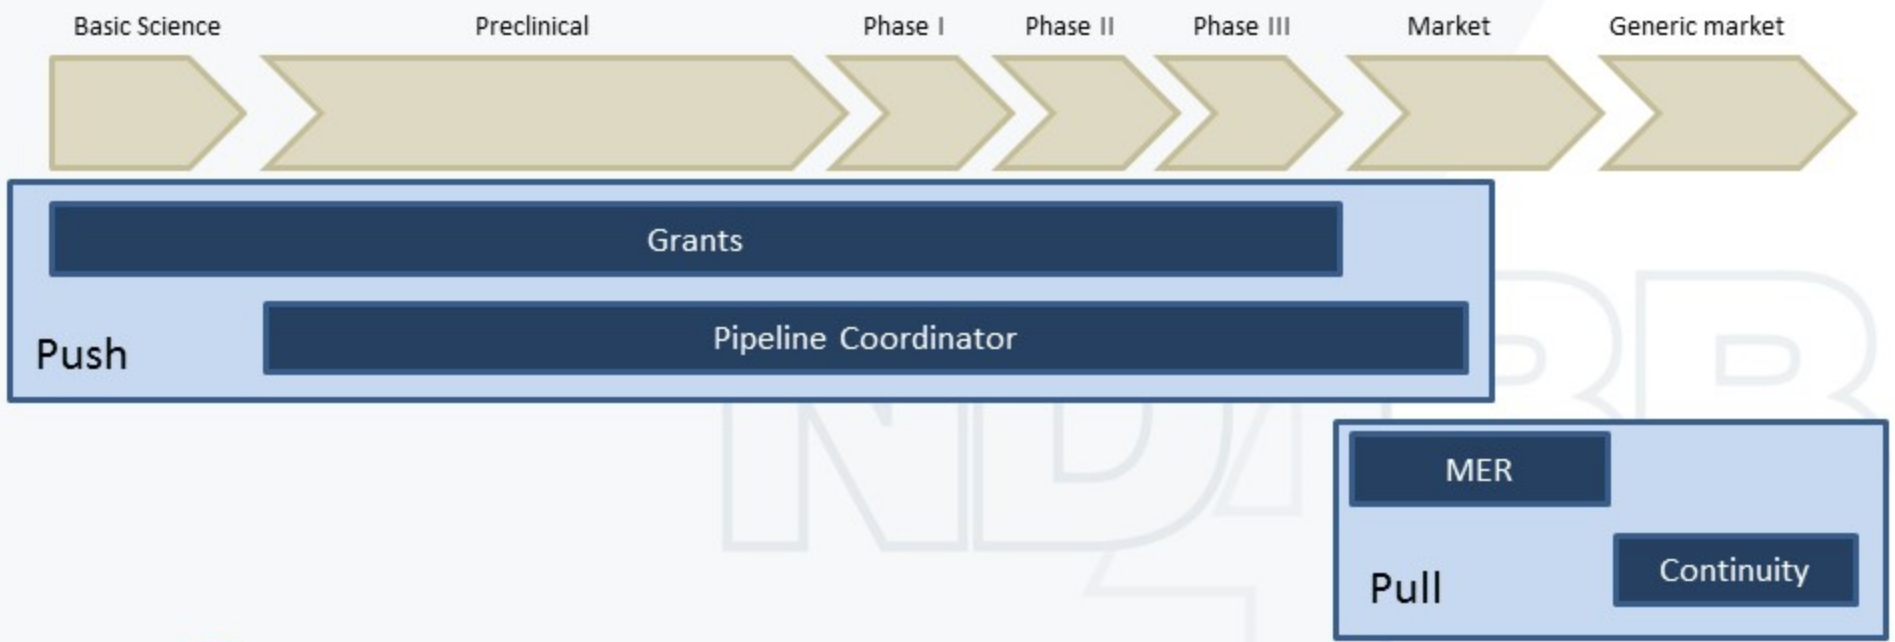 Basic Science Preclinical Phase I Phase II Phase III Market Generic market
Grants
Pipeline Coordinator
Push
MER
Continuity
Pull